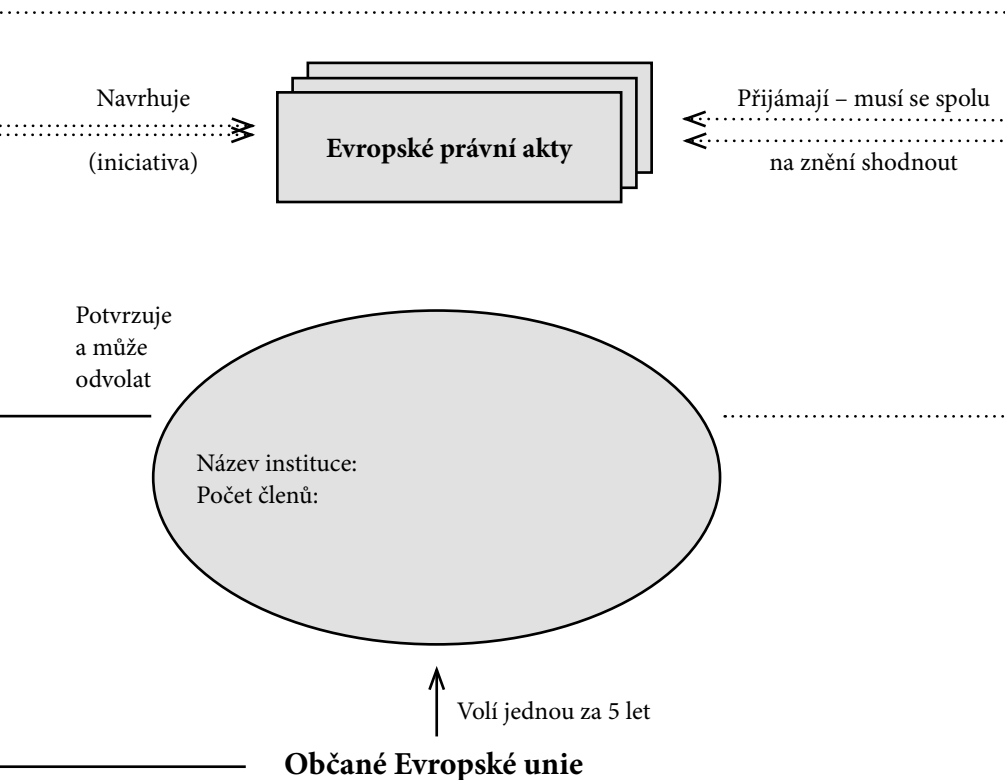 Navrhuje
(iniciativa)
Evropské právní akty
Přijámají – musí se spolu
na znění shodnout
Potvrzuje
a může
odvolat
Název instituce:
Počet členů:
Volí jednou za 5 let
Občané Evropské unie